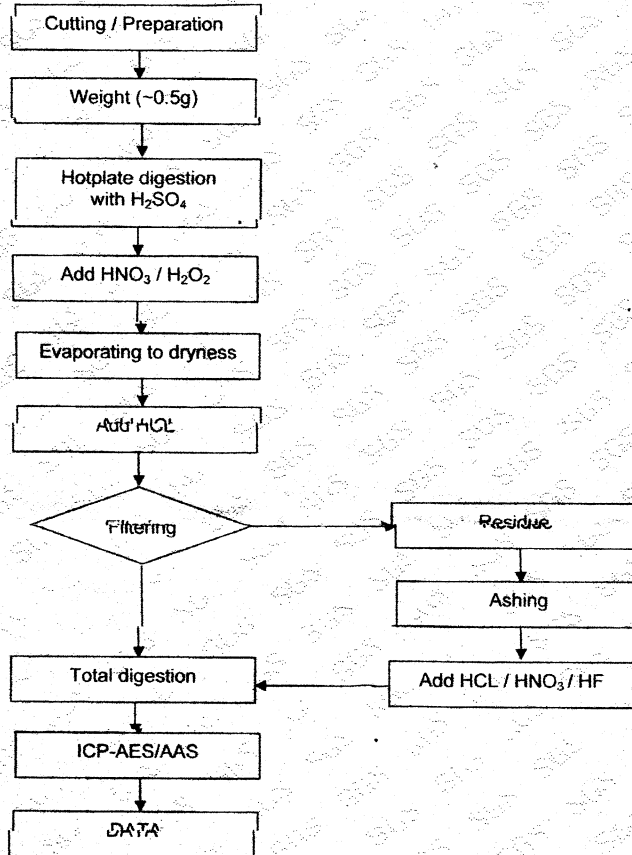 Cutting / Preparation
Weight (~0.5g)
Hotplate digestion
with H₂SO₄
Add HNO₃ / H₂O₂
Evaporating to dryness
Add HCL
Filtering
Residue
Ashing
Total digestion
Add HCL / HNO₃ / HF
ICP-AES/AAS
DATA
SGS